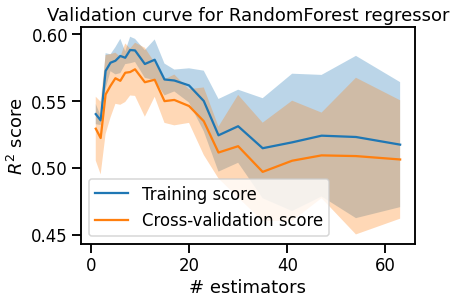 Validation curve for RandomForest regressor
0.60
0.55
0.50
0.45
R² score
Training score
Cross-validation score
0
20
40
60
# estimators